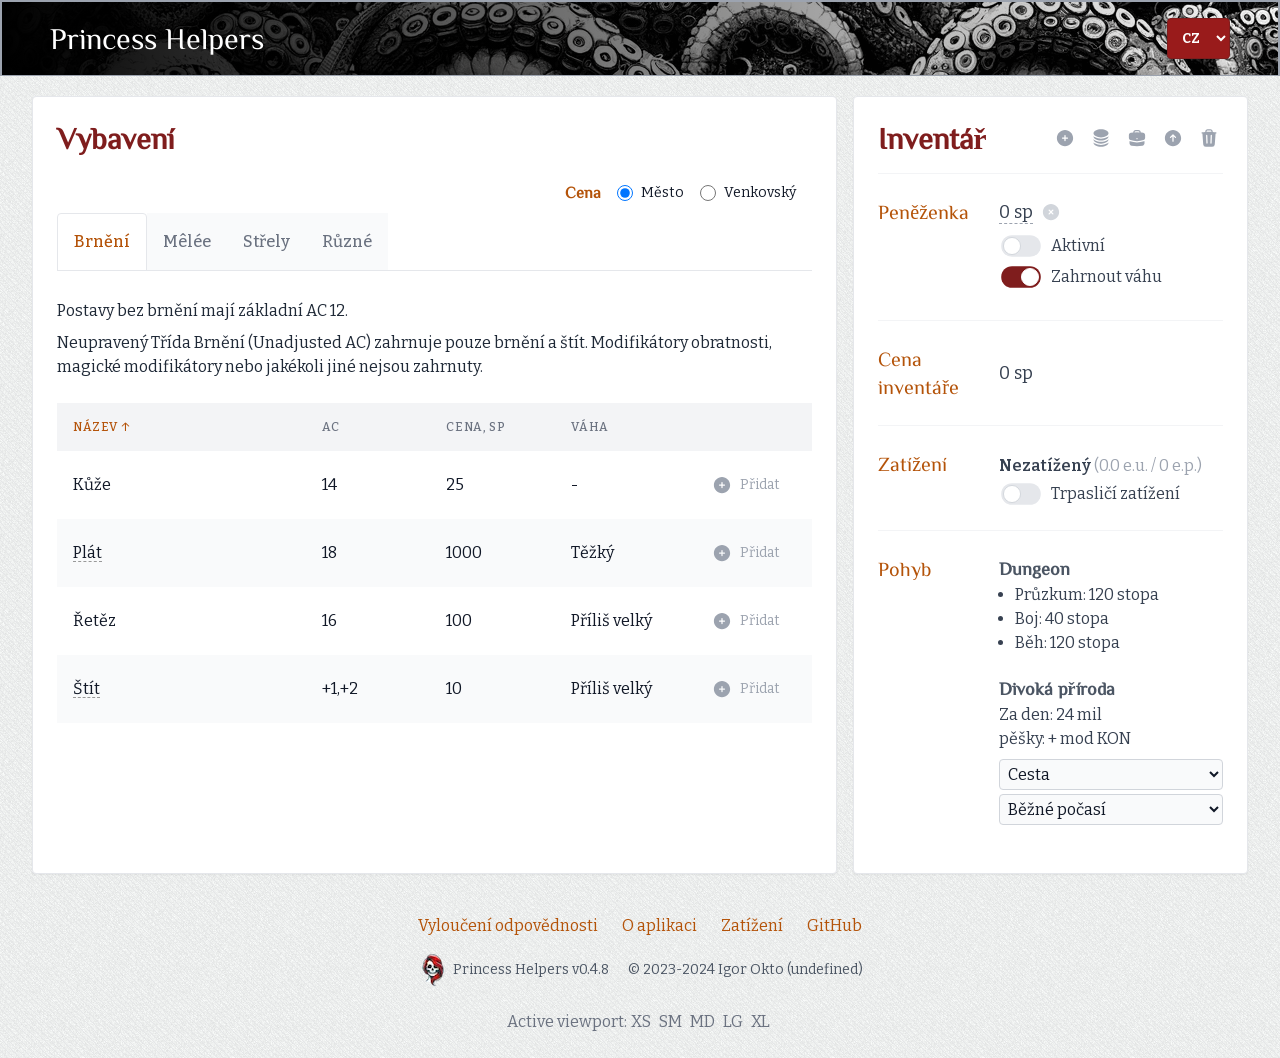 Princess Helpers
CZ
Vybavení
Cena Město Venkovský
Brnění Mêlée Střely Různé
Postavy bez brnění mají základní AC 12.
Neupravený Třída Brnění (Unadjusted AC) zahrnuje pouze brnění a štít. Modifikátory obratnosti,
magické modifikátory nebo jakékoli jiné nejsou zahrnuty.
NÁZEV ↑ AC CENA, SP VÁHA
Kůže 14 25 - Přidat
Plát 18 1000 Těžký Přidat
Řetěz 16 100 Příliš velký Přidat
Štít +1,+2 10 Příliš velký Přidat
Inventář
Peněženka 0 sp
Aktivní
Zahrnout váhu
Cena
inventáře
0 sp
Zatížení Nezatížený (0.0 e.u. / 0 e.p.)
Trpasličí zatížení
Pohyb Dungeon
• Průzkum: 120 stopa
• Boj: 40 stopa
• Běh: 120 stopa
Divoká příroda
Za den: 24 mil
pěšky: + mod KON
Cesta
Běžné počasí
Vyloučení odpovědnosti O aplikaci Zatížení GitHub
Princess Helpers v0.4.8 © 2023-2024 Igor Okto (undefined)
Active viewport: XS SM MD LG XL